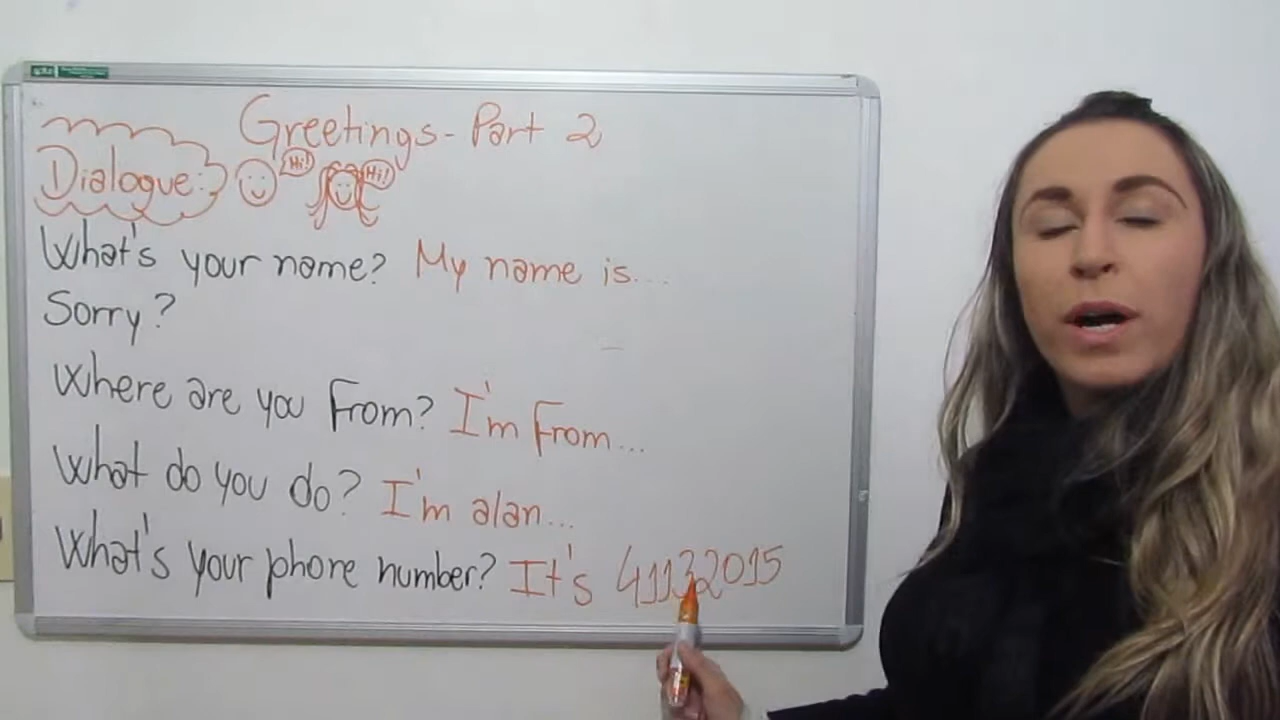 Greetings - Part 2
Dialogue:
Hi! Hi!
What's your name? My name is...
Sorry?
Where are you From? I'm From...
What do you do? I'm a/an...
What's your phone number? It's 41132015